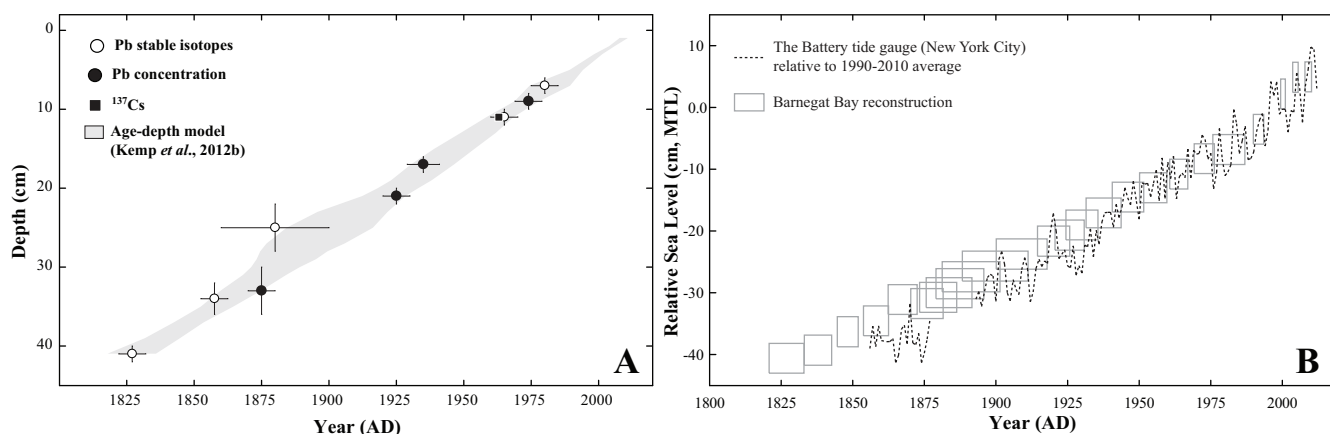 0
10
20
30
40
Depth (cm)
Pb stable isotopes
Pb concentration
¹³⁷Cs
Age-depth model
(Kemp et al., 2012b)
A
1825 1850 1875 1900 1925 1950 1975 2000
Year (AD)
10
0.0
-10
-20
-30
-40
Relative Sea Level (cm, MTL)
The Battery tide gauge (New York City)
relative to 1990-2010 average
Barnegat Bay reconstruction
B
1800 1825 1850 1875 1900 1925 1950 1975 2000
Year (AD)